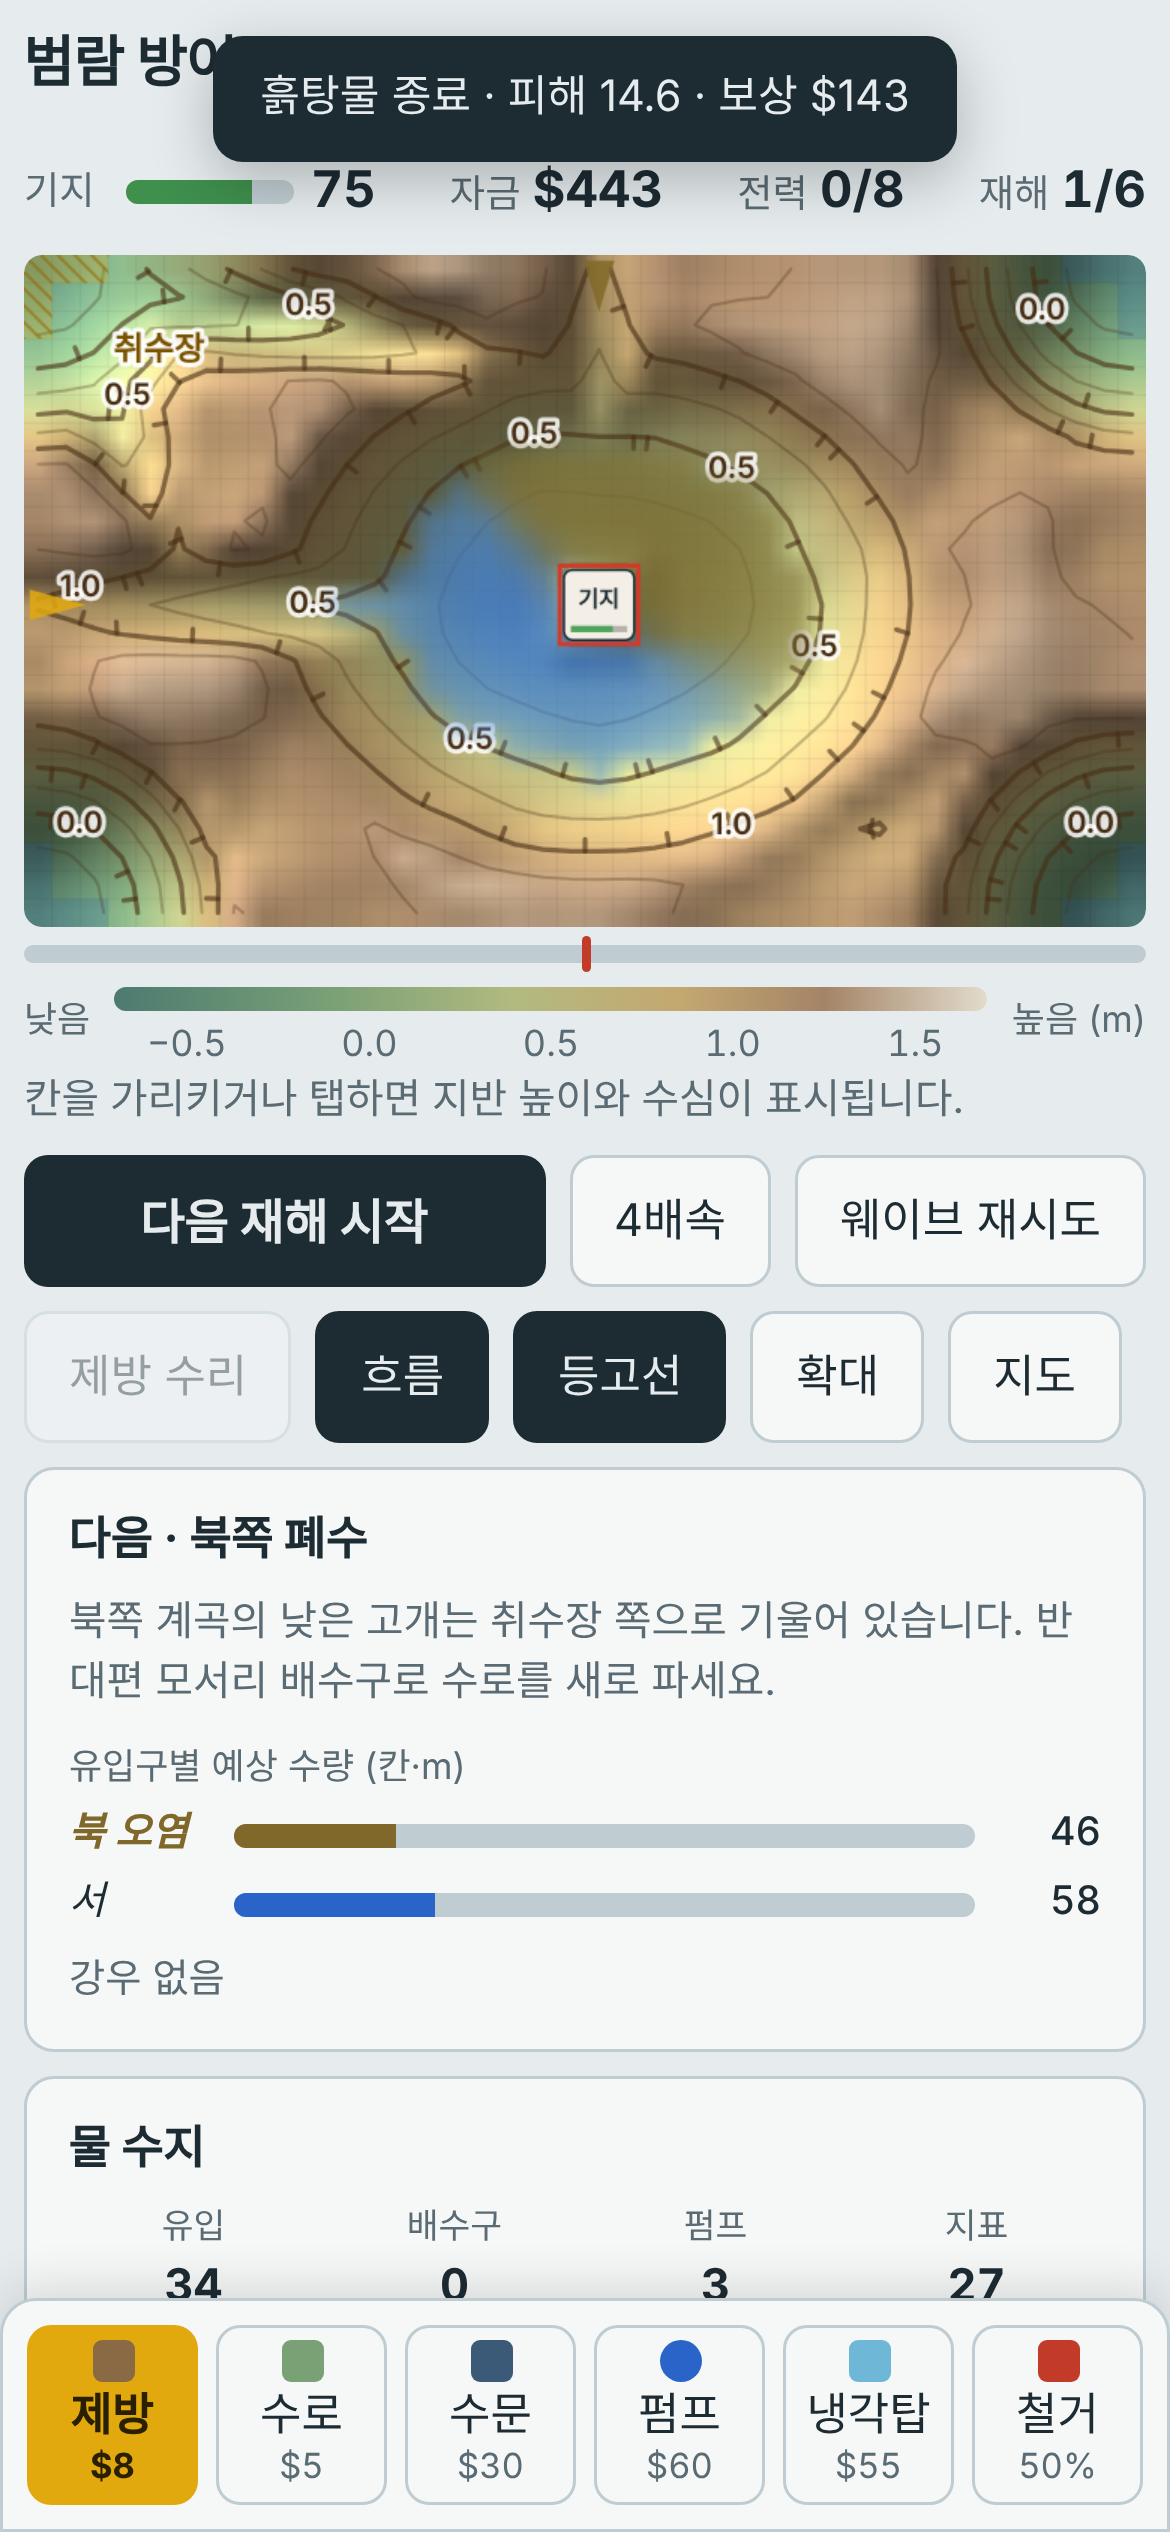 범람 방어
흙탕물 종료 · 피해 14.6 · 보상 $143
기지 75 자금 $443 전력 0/8 재해 1/6
0.5
0.0
취수장
0.5
0.5
0.5
1.0
0.5
기지
0.5
0.5
0.0
1.0
0.0
낮음 −0.5 0.0 0.5 1.0 1.5 높음 (m)
칸을 가리키거나 탭하면 지반 높이와 수심이 표시됩니다.
다음 재해 시작 4배속 웨이브 재시도
제방 수리 흐름 등고선 확대 지도
다음 · 북쪽 폐수
북쪽 계곡의 낮은 고개는 취수장 쪽으로 기울어 있습니다. 반
대편 모서리 배수구로 수로를 새로 파세요.
유입구별 예상 수량 (칸·m)
북 오염 46
서 58
강우 없음
물 수지
유입 배수구 펌프 지표
34 0 3 27
제방 수로 수문 펌프 냉각탑 철거
$8 $5 $30 $60 $55 50%